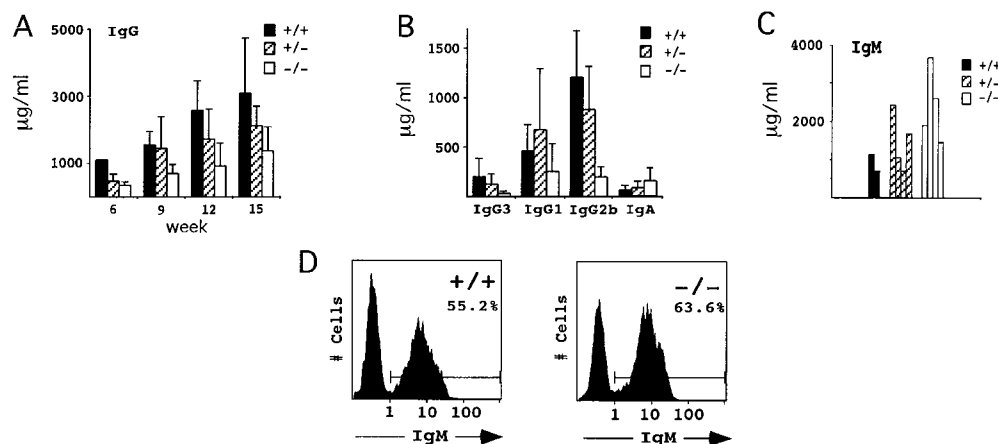 A
IgG
5000
3000
1000
µg/ml
+/+
+/-
-/-
6 9 12 15
week
B
1500
1000
500
µg/ml
+/+
+/-
-/-
IgG3 IgG1 IgG2b IgA
C
IgM
4000
2000
µg/ml
+/+
+/-
-/-
D
+/+
55.2%
# Cells
1 10 100
IgM
-/-
63.6%
# Cells
1 10 100
IgM